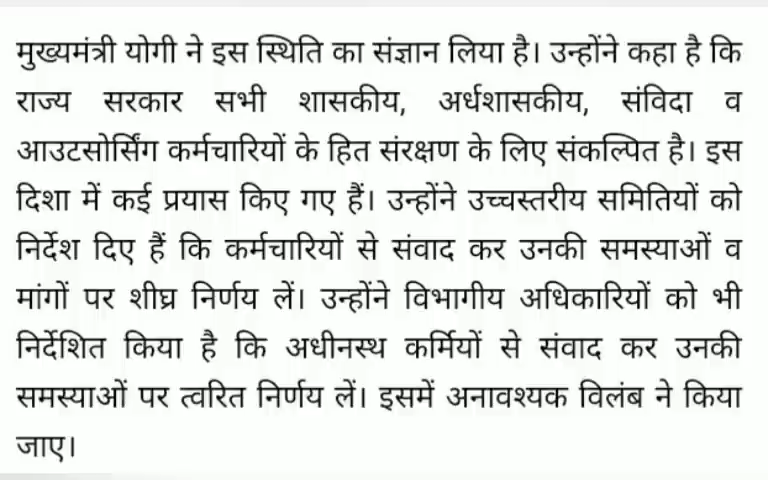 मुख्यमंत्री योगी ने इस स्थिति का संज्ञान लिया है। उन्होंने कहा है कि
राज्य सरकार सभी शासकीय, अर्धशासकीय, संविदा व
आउटसोर्सिंग कर्मचारियों के हित संरक्षण के लिए संकल्पित है। इस
दिशा में कई प्रयास किए गए हैं। उन्होंने उच्चस्तरीय समितियों को
निर्देश दिए हैं कि कर्मचारियों से संवाद कर उनकी समस्याओं व
मांगों पर शीघ्र निर्णय लें। उन्होंने विभागीय अधिकारियों को भी
निर्देशित किया है कि अधीनस्थ कर्मियों से संवाद कर उनकी
समस्याओं पर त्वरित निर्णय लें। इसमें अनावश्यक विलंब ने किया
जाए।